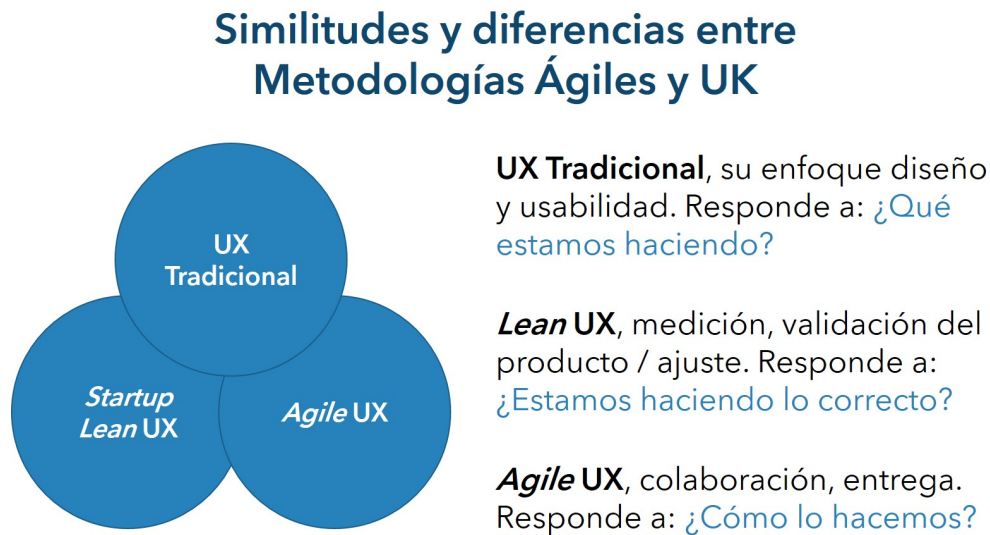 Similitudes y diferencias entre
Metodologías Ágiles y UK
UX
Tradicional
Startup
Lean UX
Agile UX
UX Tradicional, su enfoque diseño
y usabilidad. Responde a: ¿Qué
estamos haciendo?
Lean UX, medición, validación del
producto / ajuste. Responde a:
¿Estamos haciendo lo correcto?
Agile UX, colaboración, entrega.
Responde a: ¿Cómo lo hacemos?